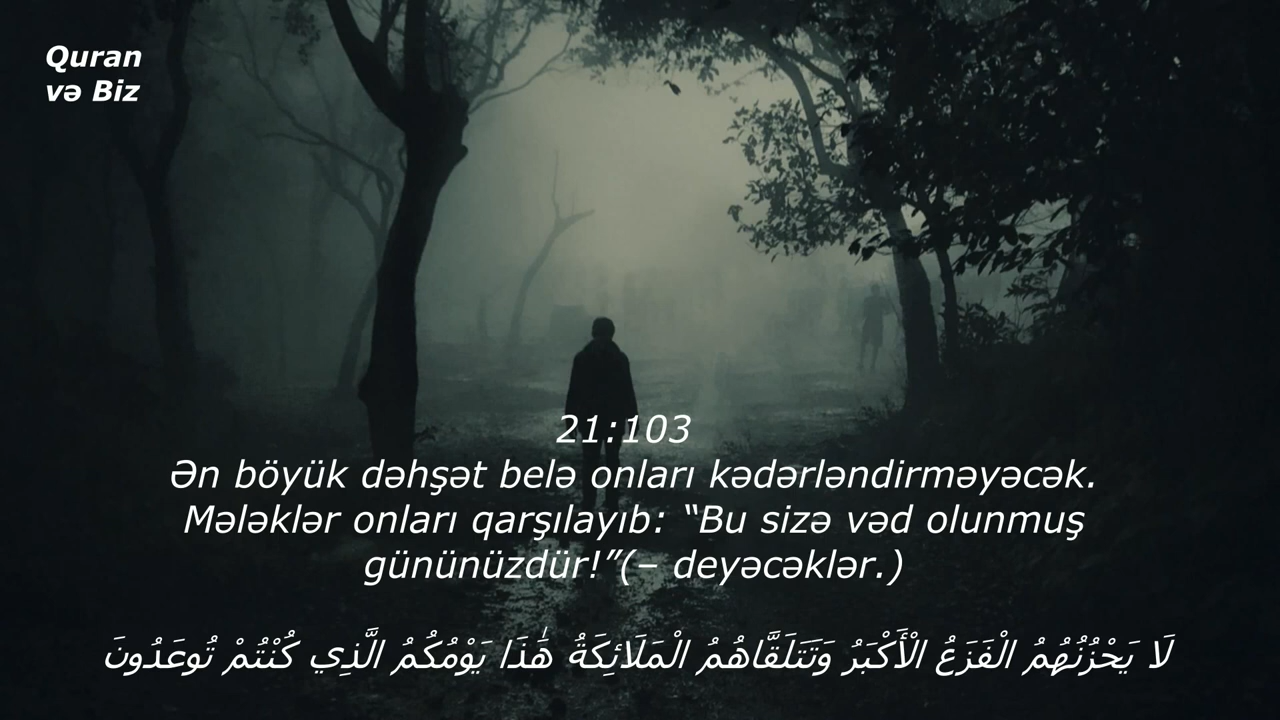 Quran
və Biz
21:103
Ən böyük dəhşət belə onları kədərləndirməyəcək.
Mələklər onları qarşılayıb: “Bu sizə vəd olunmuş
gününüzdür!”(– deyəcəklər.)
لَا يَحْزُنُهُمُ الْفَزَعُ الْأَكْبَرُ وَتَتَلَقَّاهُمُ الْمَلَائِكَةُ هَٰذَا يَوْمُكُمُ الَّذِي كُنْتُمْ تُوعَدُونَ